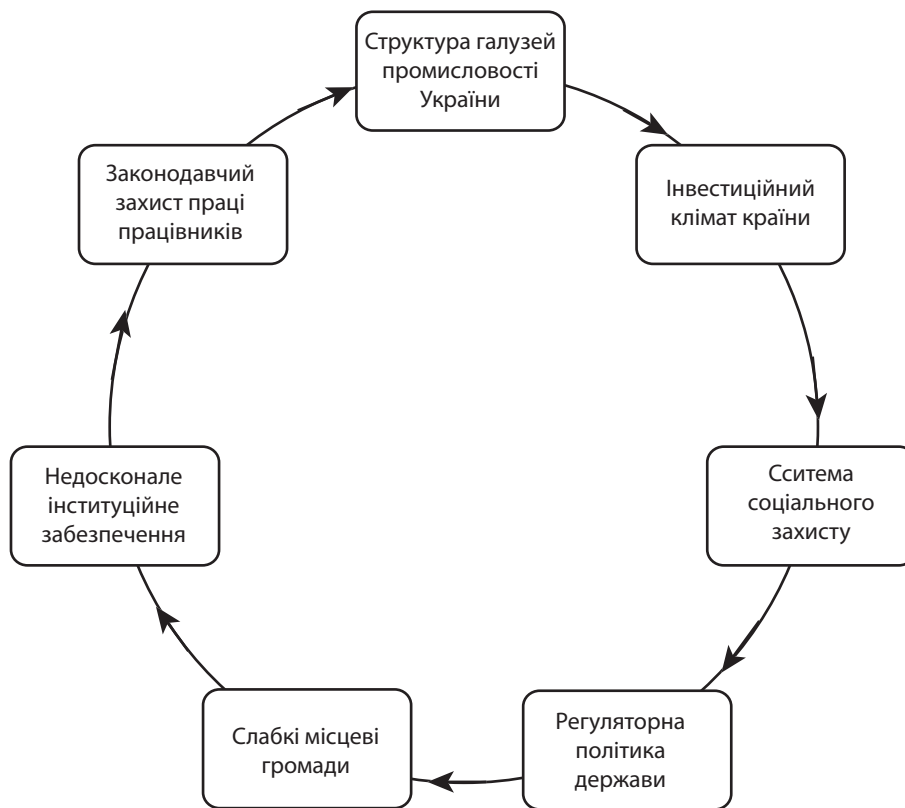 Структура галузей
промисловості
України
Інвестиційний
клімат країни
Сситема
соціального
захисту
Регуляторна
політика
держави
Слабкі місцеві
громади
Недосконале
інституційне
забезпечення
Законодавчий
захист праці
працівників